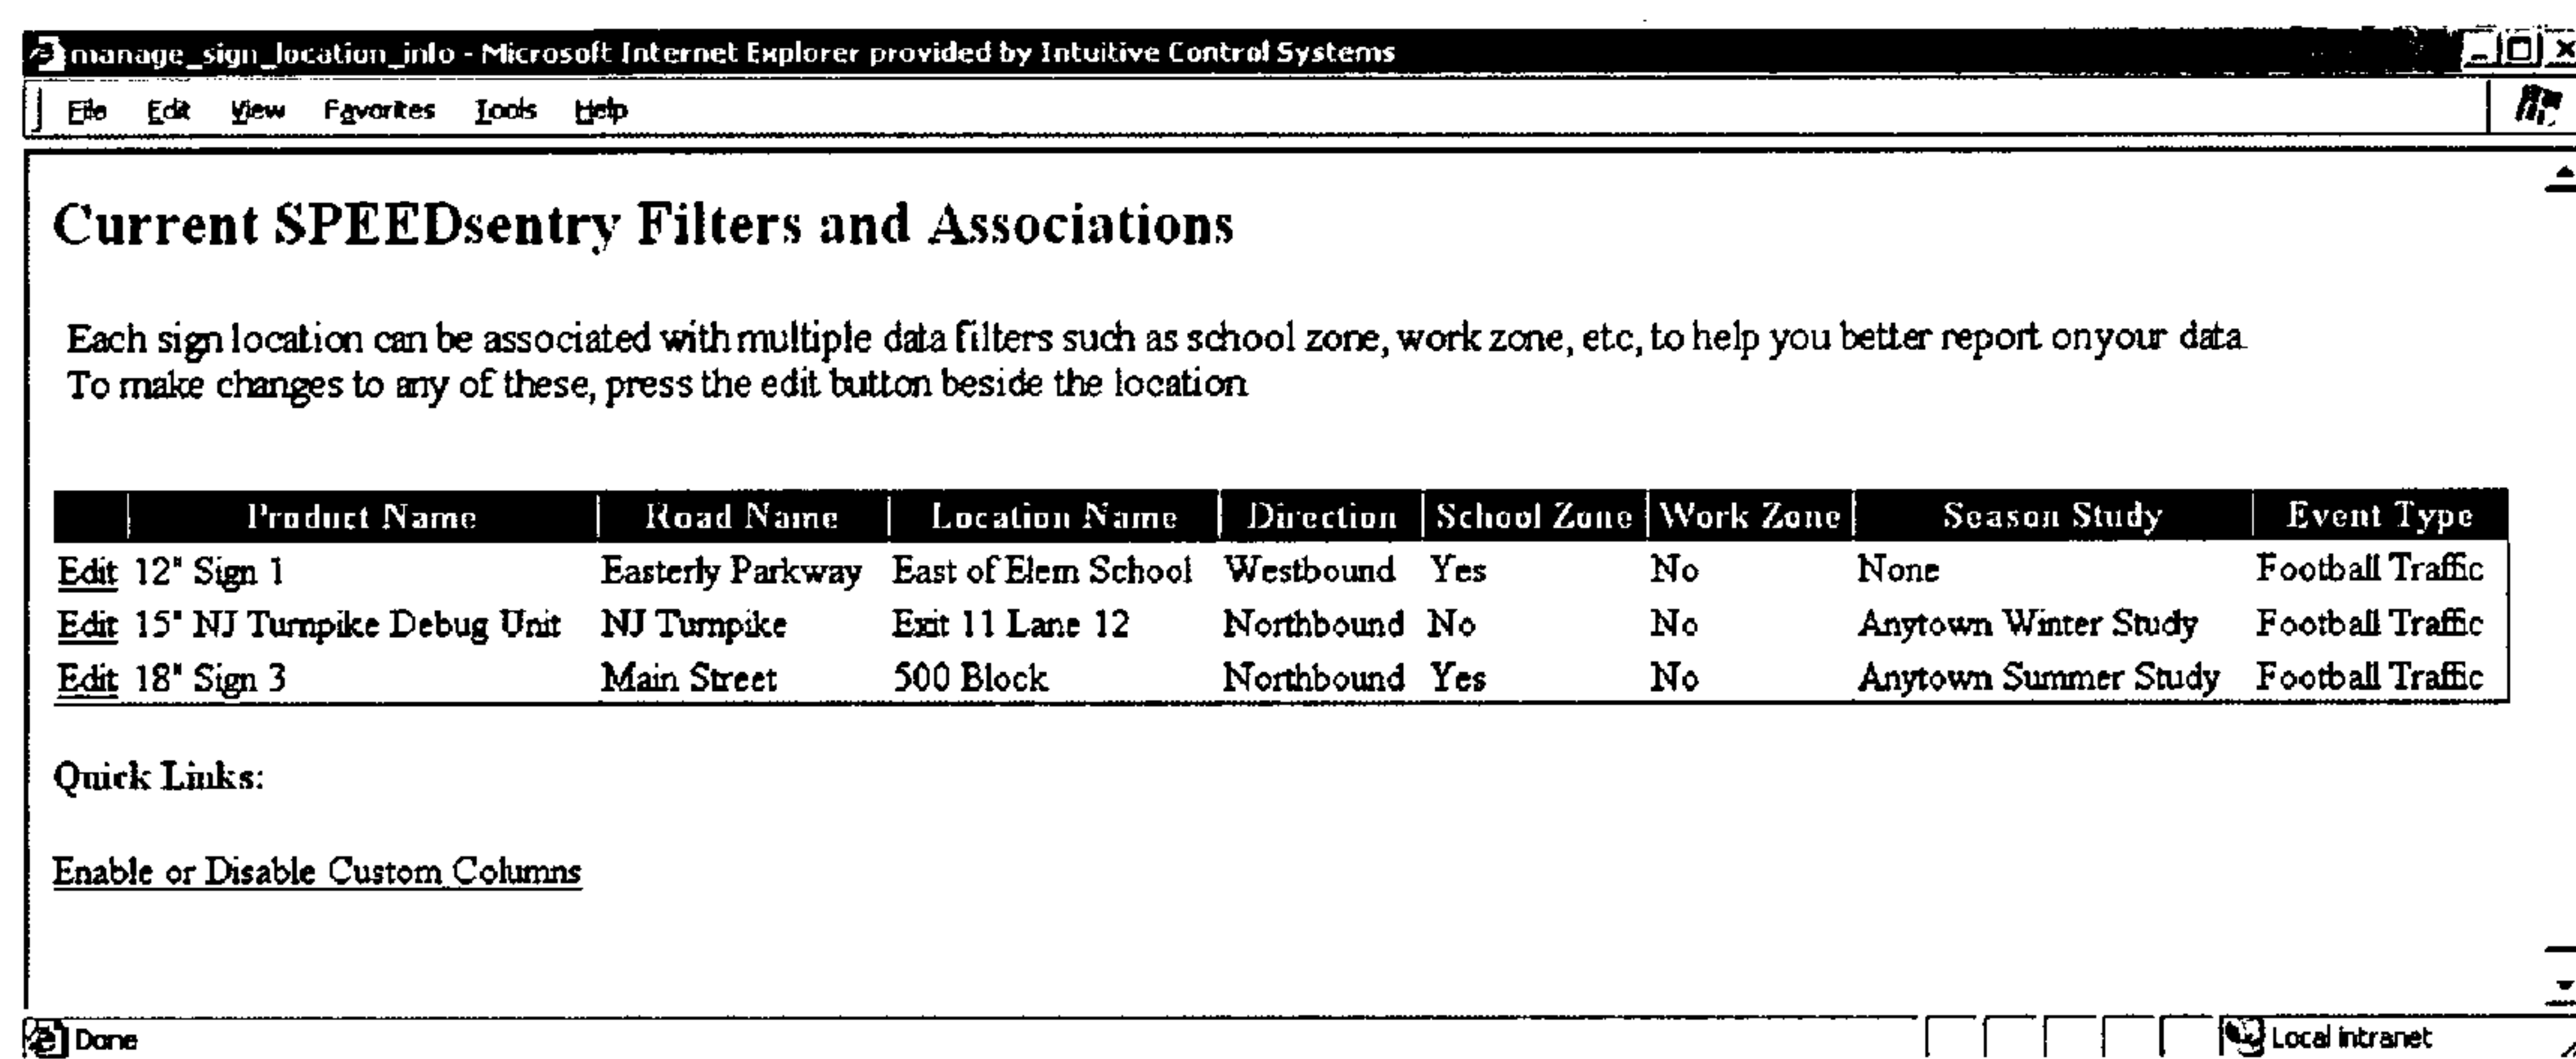 manage_sign_location_info - Microsoft Internet Explorer provided by Intuitive Control Systems
File Edit View Favorites Tools Help
Current SPEEDsentry Filters and Associations
Each sign location can be associated with multiple data filters such as school zone, work zone, etc, to help you better report on your data.
To make changes to any of these, press the edit button beside the location
Product Name Road Name Location Name Direction School Zone Work Zone Season Study Event Type
Edit 12" Sign 1 Easterly Parkway East of Elem School Westbound Yes No None Football Traffic
Edit 15" NJ Turnpike Debug Unit NJ Turnpike Exit 11 Lane 12 Northbound No No Anytown Winter Study Football Traffic
Edit 18" Sign 3 Main Street 500 Block Northbound Yes No Anytown Summer Study Football Traffic
Quick Links:
Enable or Disable Custom Columns
Done Local intranet